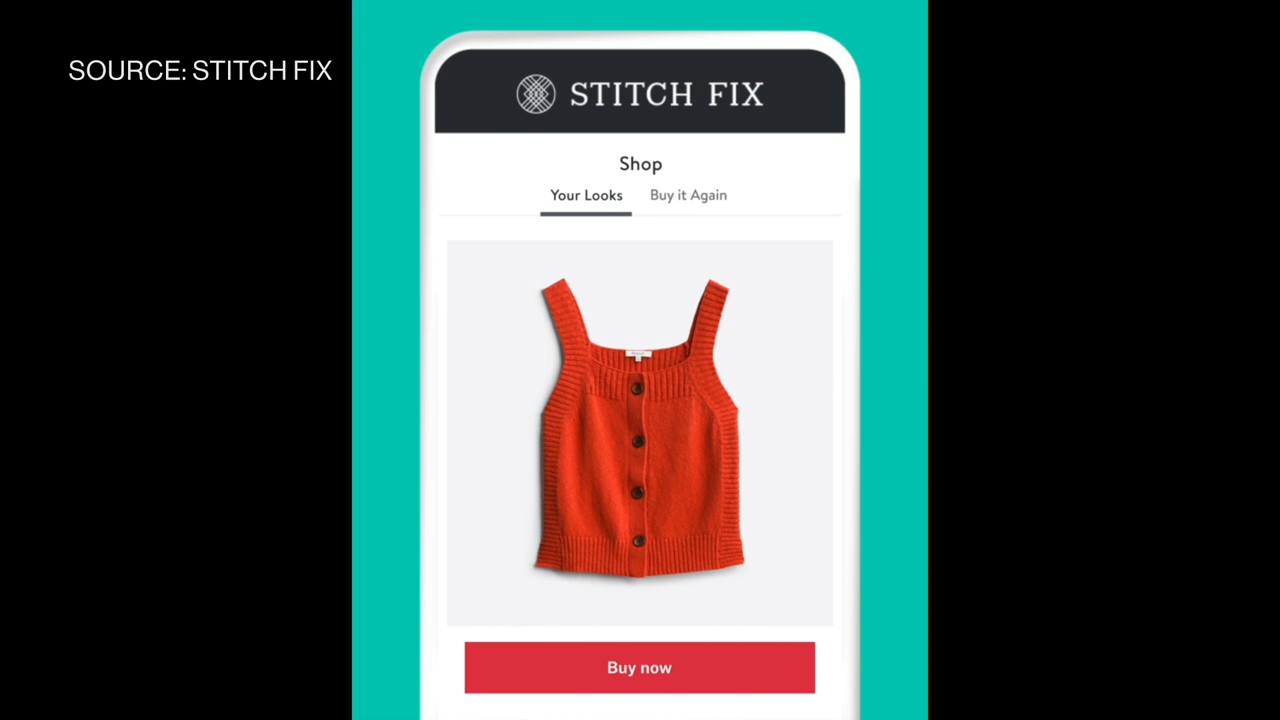 SOURCE: STITCH FIX
STITCH FIX
Shop
Your Looks
Buy it Again
Buy now